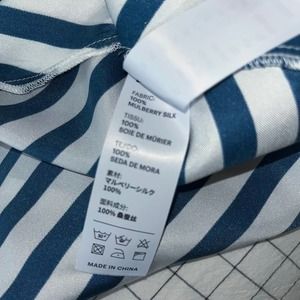 FABRIC:
100%
MULBERRY SILK
TISSU:
100%
SOIE DE MÛRIER
TEJIDO:
100%
SEDA DE MORA
素材:
マルベリーシルク
100%
面料成分:
100% 桑蚕丝
MADE IN CHINA